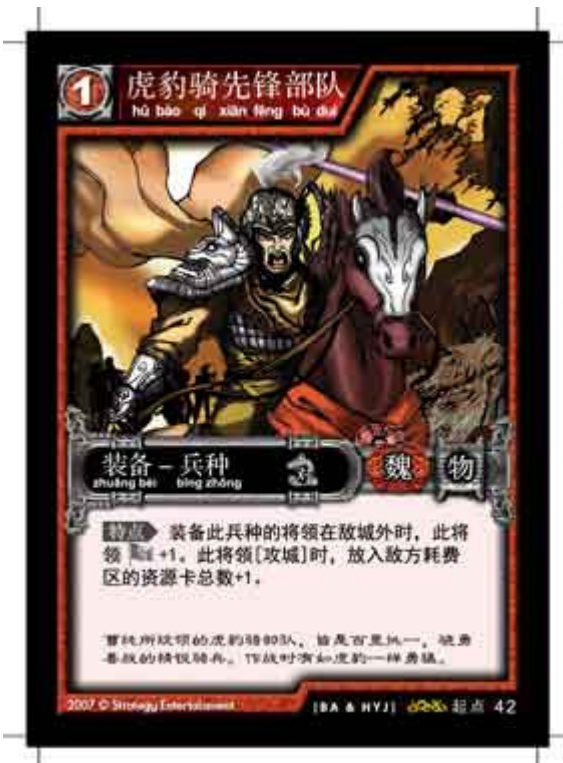 1
虎豹骑先锋部队
hǔ bào qí xiān fēng bù duì
装备 – 兵种
zhuāng bèi bīng zhǒng
魏 物
特点 装备此兵种的将领在敌城外时，此将
领 +1。此将领[攻城]时，放入敌方耗费
区的资源卡总数+1。
曹纯所统领的虎豹骑部队，皆是百里挑一，骁勇
善战的精锐骑兵。作战时有如虎豹一样勇猛。
2007 © Strategy Entertainment
[BA & HYJ] 起点 42